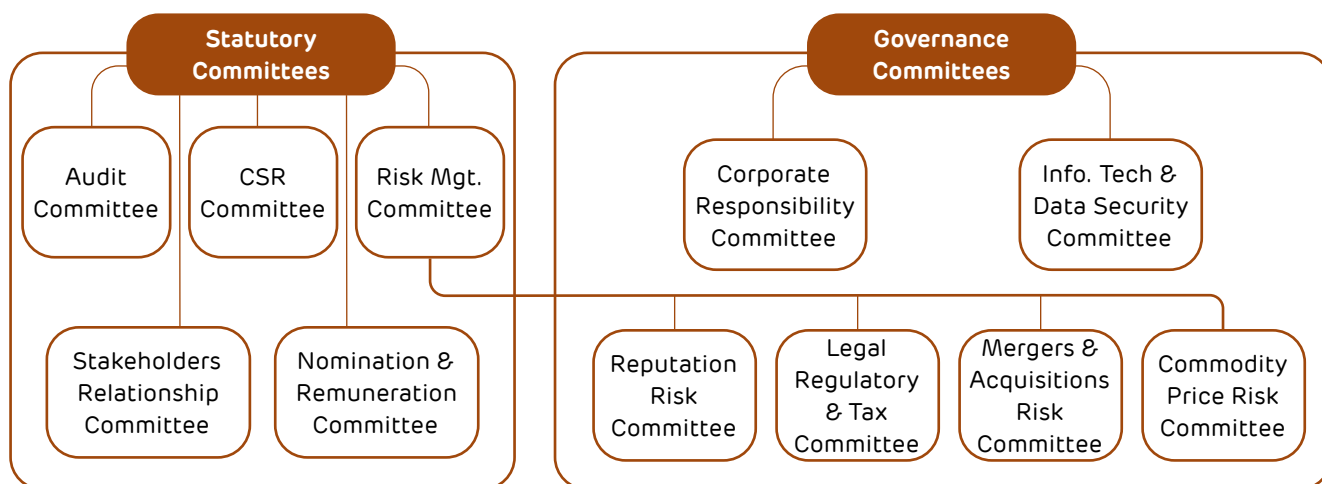 Statutory
Committees
Governance
Committees
Audit
Committee
CSR
Committee
Risk Mgt.
Committee
Corporate
Responsibility
Committee
Info. Tech &
Data Security
Committee
Stakeholders
Relationship
Committee
Nomination &
Remuneration
Committee
Reputation
Risk
Committee
Legal
Regulatory
& Tax
Committee
Mergers &
Acquisitions
Risk
Committee
Commodity
Price Risk
Committee